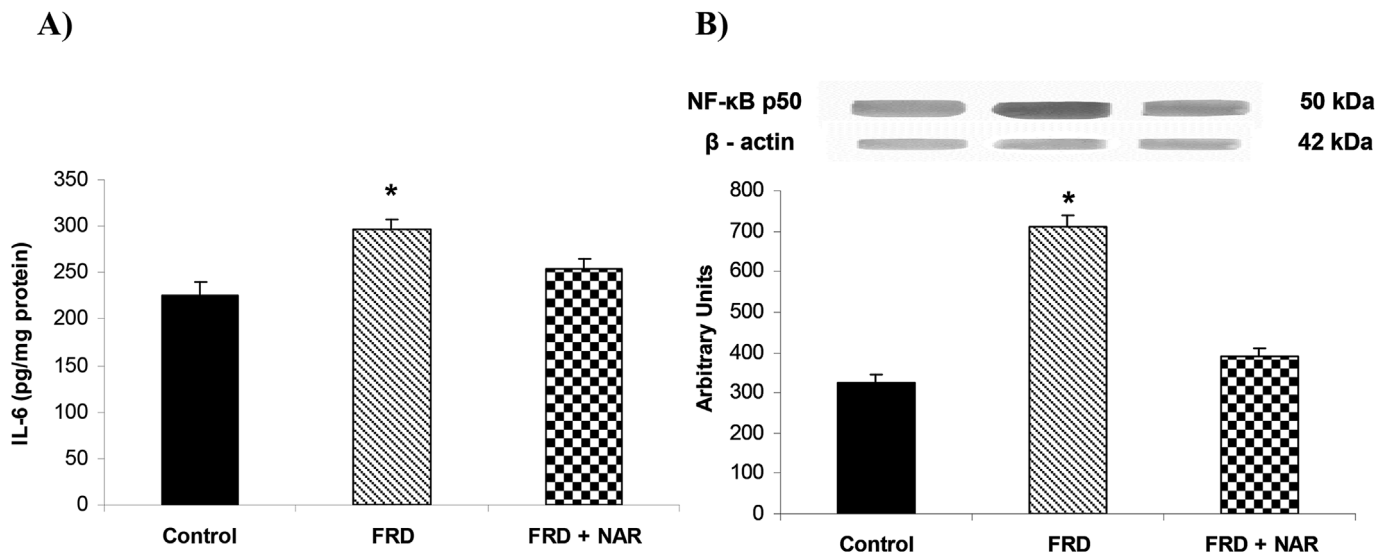 A)
350
300
250
200
150
100
50
0
IL-6 (pg/mg protein)
*
Control FRD FRD + NAR
B)
NF-κB p50 50 kDa
β - actin 42 kDa
800
700
600
400
300
400
300
200
100
0
Arbitrary Units
*
Control FRD FRD + NAR